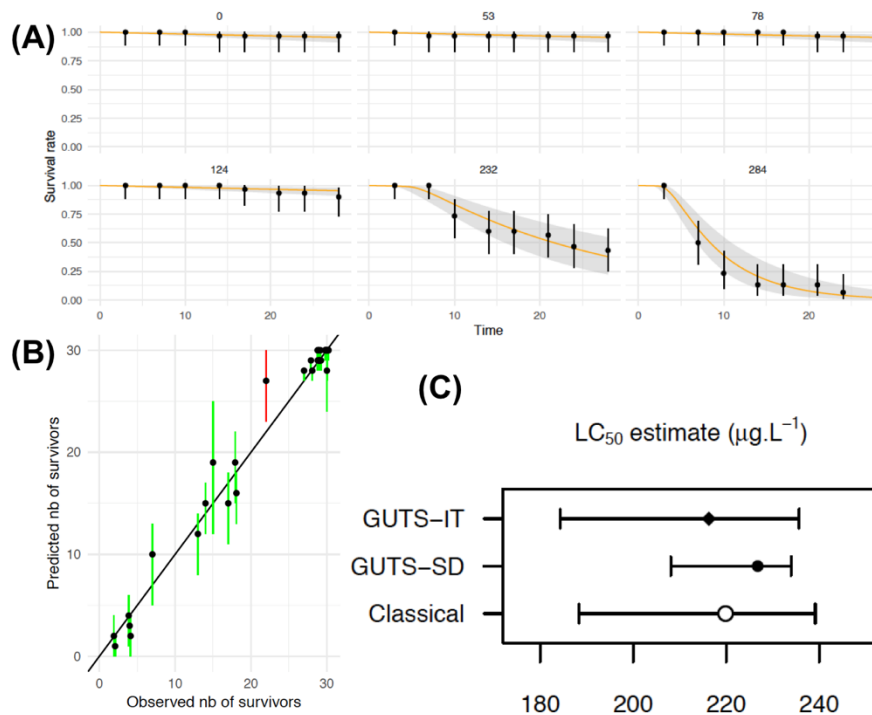 (A)
0 53 78
1.00
0.75
0.50
0.25
0.00
Survival rate
124 232 284
1.00
0.75
0.50
0.25
0.00
0 10 20 0 10 20 0 10 20
Time
(B)
30
20
10
0
Predicted nb of survivors
0 10 20 30
Observed nb of survivors
(C)
LC50 estimate (μg.L−1)
GUTS−IT
GUTS−SD
Classical
180 200 220 240